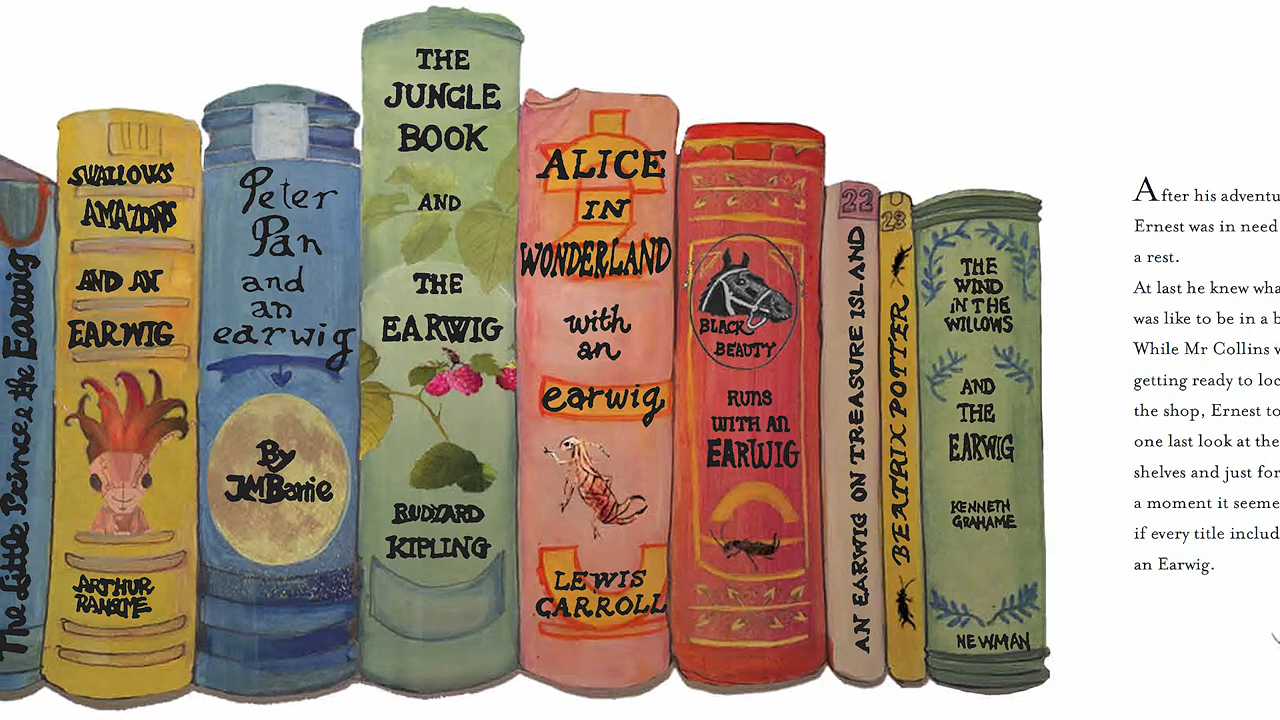 The Little Prince, the Earwig
SWALLOWS
AMAZONS
AND AN
EARWIG
ARTHUR
RANSOME
Peter
Pan
and
an
earwig
By
JM Barrie
THE
JUNGLE
BOOK
AND
THE
EARWIG
RUDYARD
KIPLING
ALICE
IN
WONDERLAND
with
an
earwig
LEWIS
CARROLL
BLACK
BEAUTY
RUNS
WITH AN
EARWIG
22
AN EARWIG ON TREASURE ISLAND
23
BEATRIX POTTER
THE
WIND
IN THE
WILLOWS
AND
THE
EARWIG
KENNETH
GRAHAME
NEWMAN
After his adventu
Ernest was in need
a rest.
At last he knew wha
was like to be in a b
While Mr Collins w
getting ready to loc
the shop, Ernest to
one last look at the
shelves and just for
a moment it seeme
if every title includ
an Earwig.